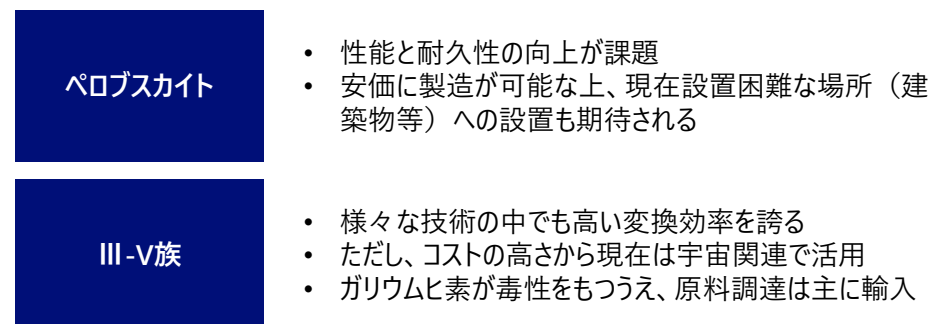 ペロブスカイト
• 性能と耐久性の向上が課題
• 安価に製造が可能な上、現在設置困難な場所（建
築物等）への設置も期待される
Ⅲ-V族
• 様々な技術の中でも高い変換効率を誇る
• ただし、コストの高さから現在は宇宙関連で活用
• ガリウムヒ素が毒性をもつうえ、原料調達は主に輸入